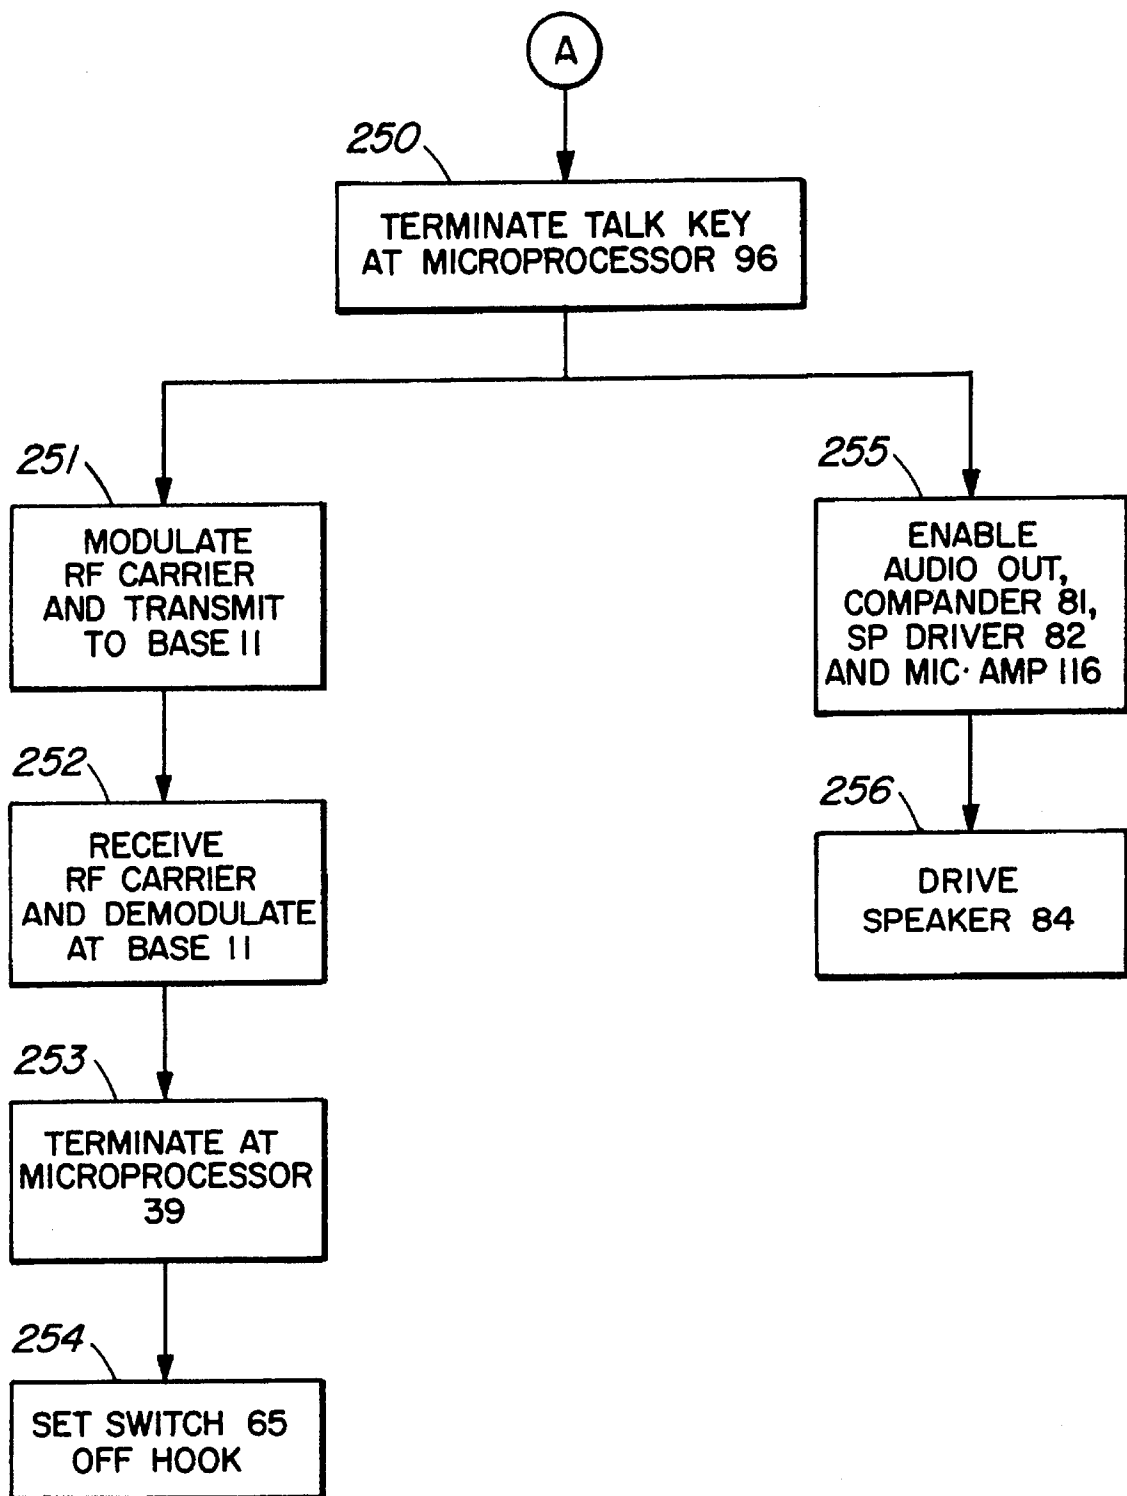 A
250
TERMINATE TALK KEY
AT MICROPROCESSOR 96
251
MODULATE
RF CARRIER
AND TRANSMIT
TO BASE 11
252
RECEIVE
RF CARRIER
AND DEMODULATE
AT BASE 11
253
TERMINATE AT
MICROPROCESSOR
39
254
SET SWITCH 65
OFF HOOK
255
ENABLE
AUDIO OUT,
COMPANDER 81,
SP DRIVER 82
AND MIC. AMP 116
256
DRIVE
SPEAKER 84